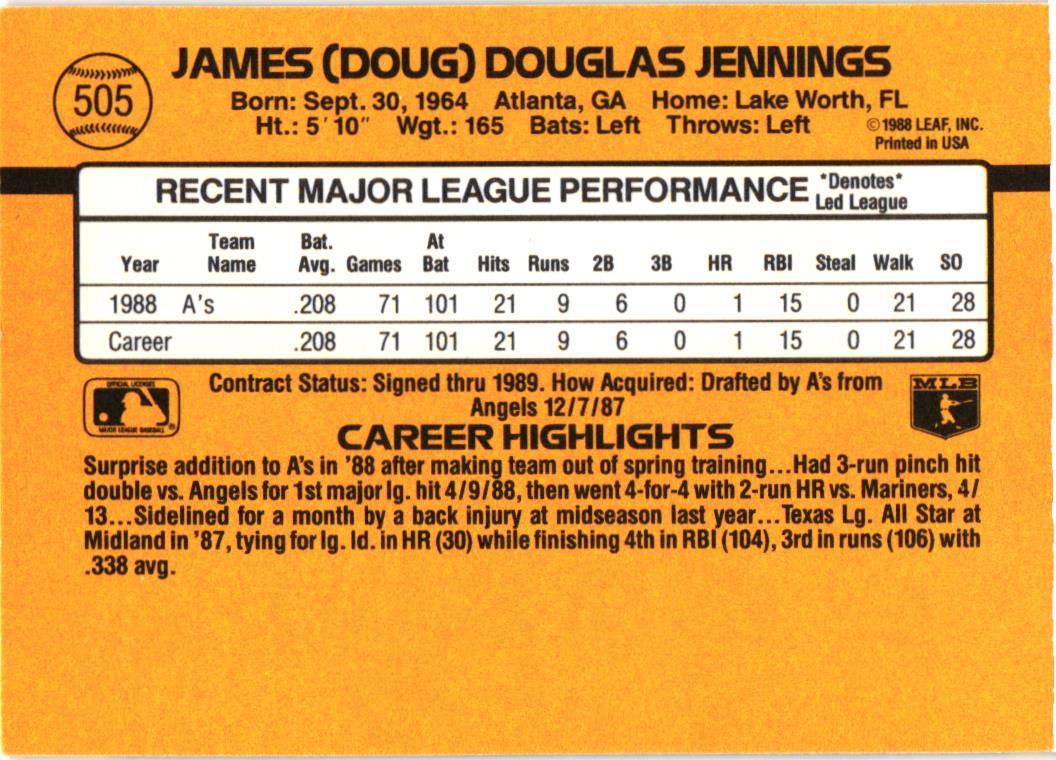 505
JAMES (DOUG) DOUGLAS JENNINGS
Born: Sept. 30, 1964 Atlanta, GA Home: Lake Worth, FL
Ht.: 5' 10" Wgt.: 165 Bats: Left Throws: Left
©1988 LEAF, INC.
Printed in USA
RECENT MAJOR LEAGUE PERFORMANCE *Denotes*
Led League
Year Team Name Bat. Avg. Games At Bat Hits Runs 2B 3B HR RBI Steal Walk SO
1988 A's .208 71 101 21 9 6 0 1 15 0 21 28
Career .208 71 101 21 9 6 0 1 15 0 21 28
OFFICIAL LICENSEE
MAJOR LEAGUE BASEBALL ®
Contract Status: Signed thru 1989. How Acquired: Drafted by A's from
Angels 12/7/87
MLB
CAREER HIGHLIGHTS
Surprise addition to A's in '88 after making team out of spring training...Had 3-run pinch hit
double vs. Angels for 1st major lg. hit 4/9/88, then went 4-for-4 with 2-run HR vs. Mariners, 4/
13...Sidelined for a month by a back injury at midseason last year...Texas Lg. All Star at
Midland in '87, tying for lg. ld. in HR (30) while finishing 4th in RBI (104), 3rd in runs (106) with
.338 avg.